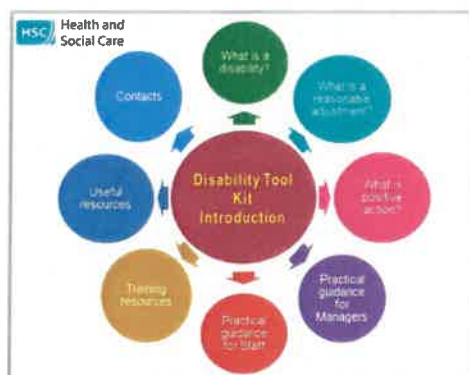 HSC
Health and
Social Care
What is a
disability?
What is a
reasonable
adjustment?
What is
positive
action?
Practical
guidance
for
Managers
Practical
guidance
for Staff
Training
resources
Useful
resources
Contacts
Disability Tool
Kit
Introduction